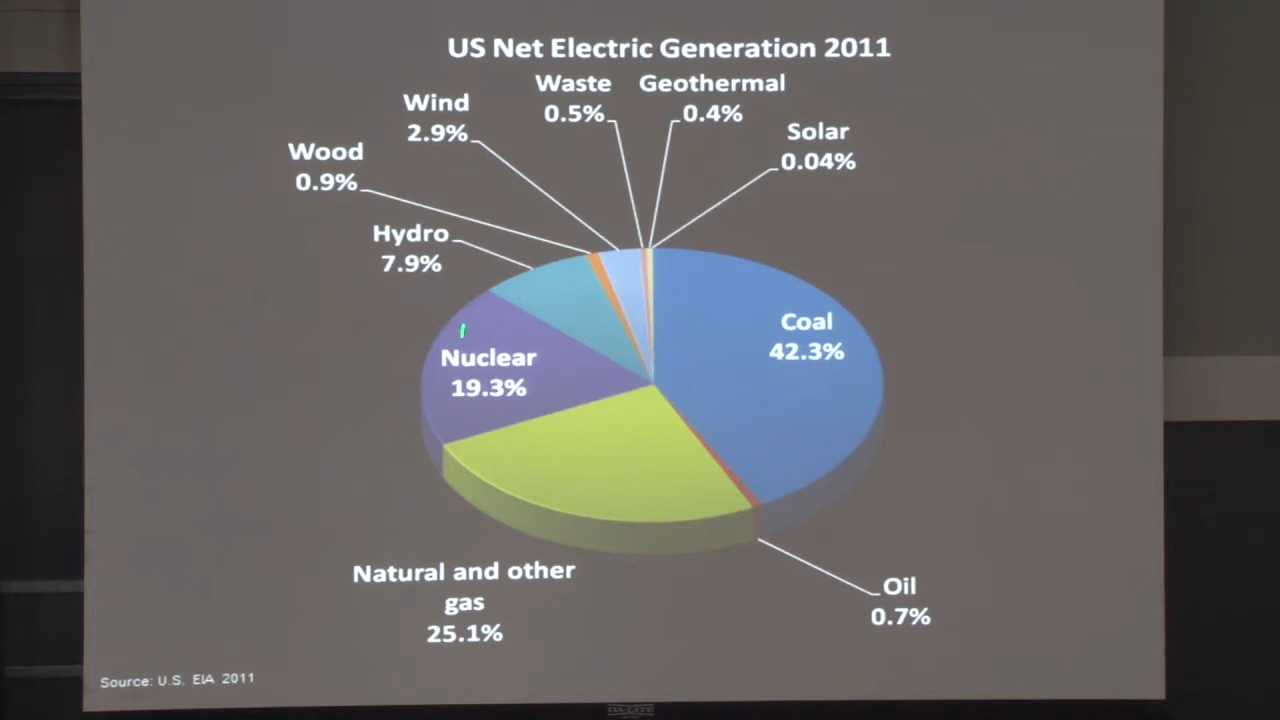 US Net Electric Generation 2011
Waste
0.5%
Geothermal
0.4%
Wind
2.9%
Solar
0.04%
Wood
0.9%
Hydro
7.9%
Coal
42.3%
Nuclear
19.3%
Natural and other
gas
25.1%
Oil
0.7%
Source: U.S. EIA 2011
DA-LITE